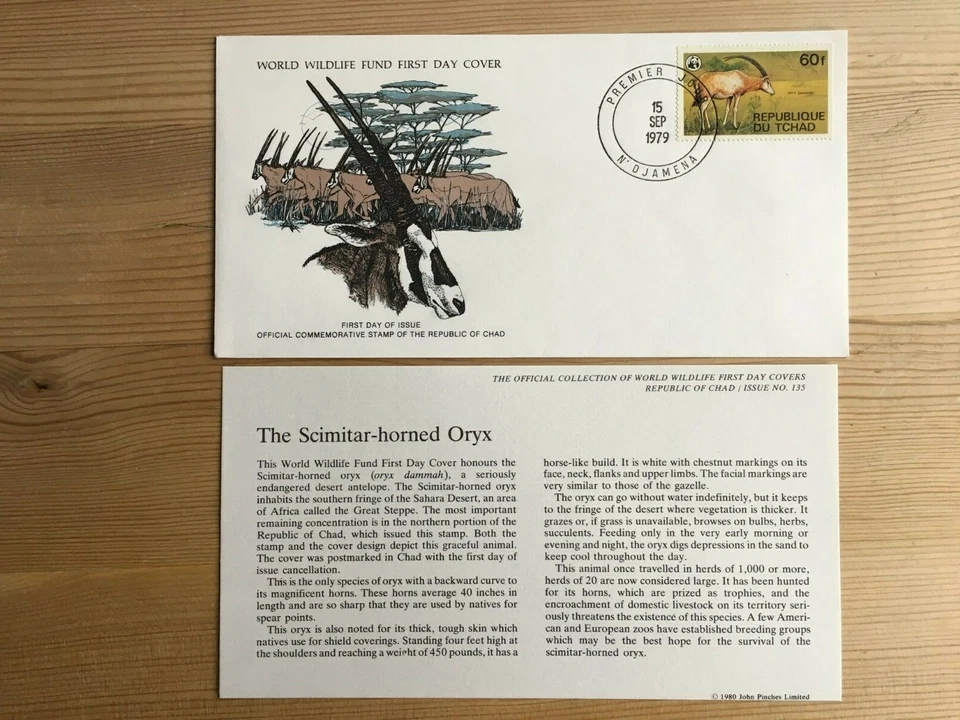 WORLD WILDLIFE FUND FIRST DAY COVER
PREMIER
15
SEP
1979
N'DJAMENA
60f
REPUBLIQUE
DU TCHAD
FIRST DAY OF ISSUE
OFFICIAL COMMEMORATIVE STAMP OF THE REPUBLIC OF CHAD
THE OFFICIAL COLLECTION OF WORLD WILDLIFE FIRST DAY COVERS
REPUBLIC OF CHAD / ISSUE NO. 135
The Scimitar-horned Oryx
This World Wildlife Fund First Day Cover honours the
Scimitar-horned oryx (oryx dammah), a seriously
endangered desert antelope. The Scimitar-horned oryx
inhabits the southern fringe of the Sahara Desert, an area
of Africa called the Great Steppe. The most important
remaining concentration is in the northern portion of the
Republic of Chad, which issued this stamp. Both the
stamp and the cover design depict this graceful animal.
The cover was postmarked in Chad with the first day of
issue cancellation.
This is the only species of oryx with a backward curve to
its magnificent horns. These horns average 40 inches in
length and are so sharp that they are used by natives for
spear points.
This oryx is also noted for its thick, tough skin which
natives use for shield coverings. Standing four feet high at
the shoulders and reaching a weight of 450 pounds, it has a
horse-like build. It is white with chestnut markings on its
face, neck, flanks and upper limbs. The facial markings are
very similar to those of the gazelle.
The oryx can go without water indefinitely, but it keeps
to the fringe of the desert where vegetation is thicker. It
grazes or, if grass is unavailable, browses on bulbs, herbs,
succulents. Feeding only in the very early morning or
evening and night, the oryx digs depressions in the sand to
keep cool throughout the day.
This animal once travelled in herds of 1,000 or more,
herds of 20 are now considered large. It has been hunted
for its horns, which are prized as trophies, and the
encroachment of domestic livestock on its territory seri-
ously threatens the existence of this species. A few Ameri-
can and European zoos have established breeding groups
which may be the best hope for the survival of the
scimitar-horned oryx.
© 1980 John Pinches Limited